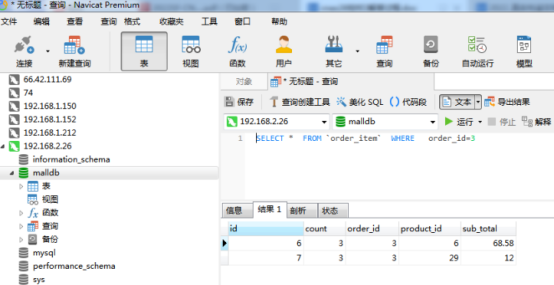 * 无标题 - 查询 - Navicat Premium
文件 编辑 查看 查询 格式 收藏夹 工具 窗口 帮助
连接 新建查询 表 视图 函数 用户 其它 查询 备份 自动运行 模型
66.42.111.69
74
192.168.1.150
192.168.1.152
192.168.1.212
192.168.2.26
information_schema
malldb
表
视图
函数
查询
备份
mysql
performance_schema
sys
对象 * 无标题 - 查询
保存 查询创建工具 美化 SQL 代码段 文本 导出结果
192.168.2.26 malldb 运行 停止 解释
1 SELECT * FROM `order_item` WHERE order_id=3
信息 结果 1 剖析 状态
id count order_id product_id sub_total
6 3 3 6 68.58
7 3 3 29 12